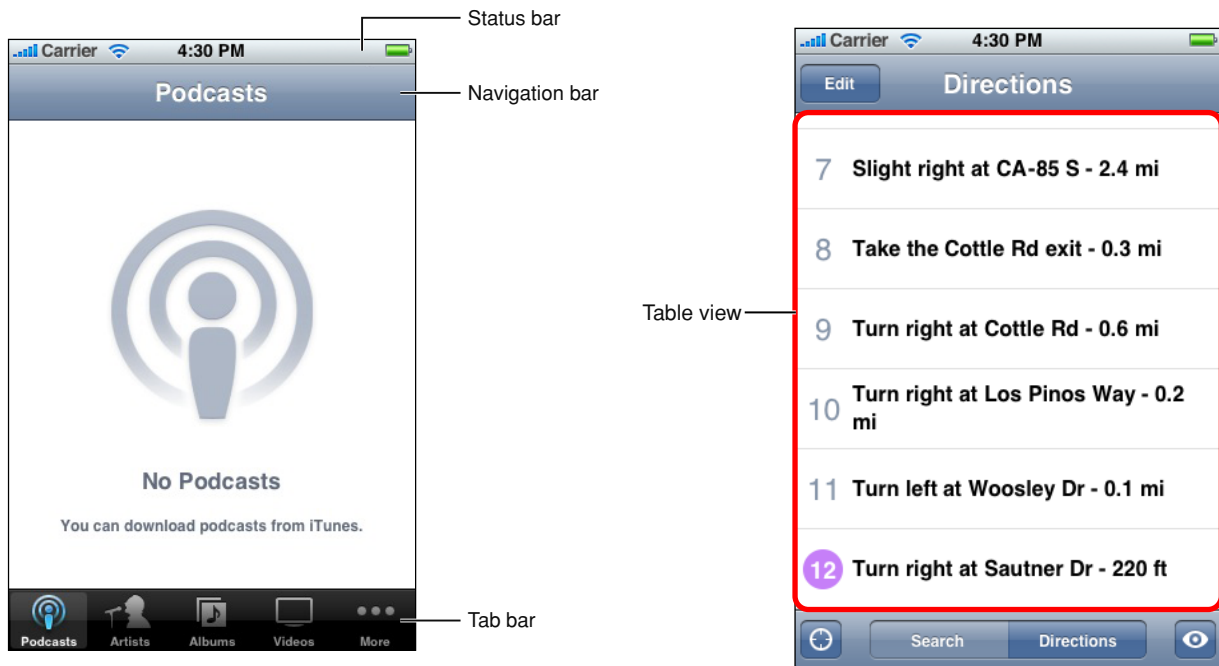 Status bar
Carrier 4:30 PM
Podcasts
Navigation bar
No Podcasts
You can download podcasts from iTunes.
Podcasts Artists Albums Videos More
Tab bar
Carrier 4:30 PM
Edit Directions
7 Slight right at CA-85 S - 2.4 mi
8 Take the Cottle Rd exit - 0.3 mi
Table view
9 Turn right at Cottle Rd - 0.6 mi
10 Turn right at Los Pinos Way - 0.2
mi
11 Turn left at Woosley Dr - 0.1 mi
12 Turn right at Sautner Dr - 220 ft
Search Directions